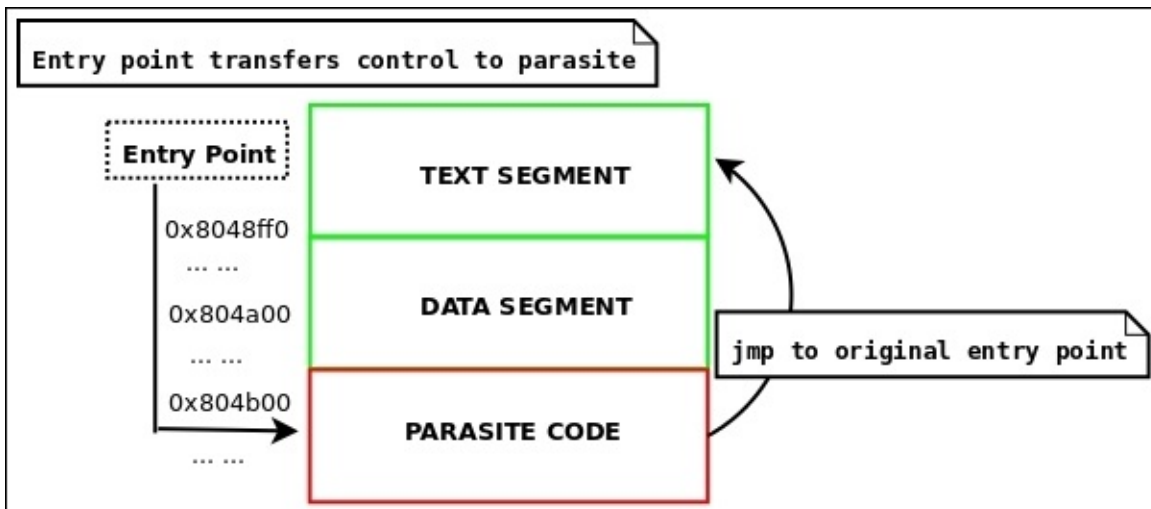 Entry point transfers control to parasite
Entry Point
TEXT SEGMENT
0x8048ff0
... ...
DATA SEGMENT
0x804a00
jmp to original entry point
... ...
0x804b00
PARASITE CODE
... ...